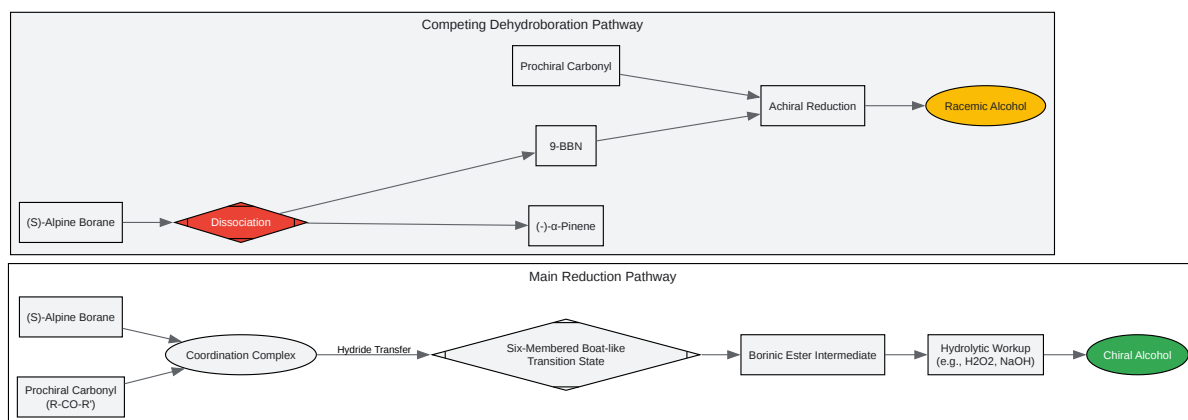 Competing Dehydroboration Pathway
Prochiral Carbonyl
Achiral Reduction
Racemic Alcohol
9-BBN
(S)-Alpine Borane
Dissociation
(-)-α-Pinene
Main Reduction Pathway
(S)-Alpine Borane
Coordination Complex
Hydride Transfer
Six-Membered Boat-like
Transition State
Borinic Ester Intermediate
Hydrolytic Workup
(e.g., H2O2, NaOH)
Chiral Alcohol
Prochiral Carbonyl
(R-CO-R')